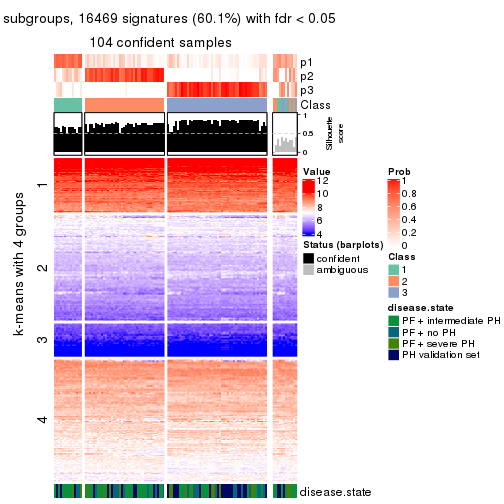 subgroups, 16469 signatures (60.1%) with fdr < 0.05
104 confident samples
p1
p2
p3
Class
1
0.5
0
Silhouette
score
k-means with 4 groups
1
2
3
4
disease.state
Value
12
10
8
6
4
Status (barplots)
confident
ambiguous
Prob
1
0.8
0.6
0.4
0.2
0
Class
1
2
3
disease.state
PF + intermediate PH
PF + no PH
PF + severe PH
PH validation set